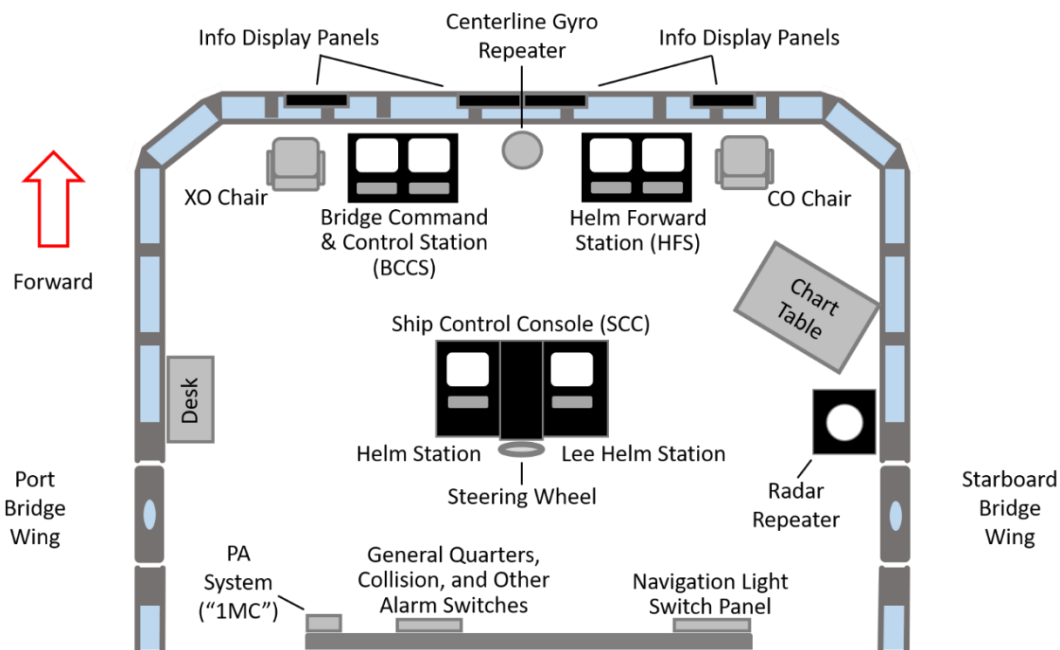 Info Display Panels
Centerline Gyro
Repeater
Info Display Panels
XO Chair
Bridge Command
& Control Station
(BCCS)
Helm Forward
Station (HFS)
CO Chair
Forward
Chart
Table
Ship Control Console (SCC)
Desk
Helm Station
Lee Helm Station
Steering Wheel
Radar
Repeater
Port
Bridge
Wing
Starboard
Bridge
Wing
PA
System
(“1MC”)
General Quarters,
Collision, and Other
Alarm Switches
Navigation Light
Switch Panel